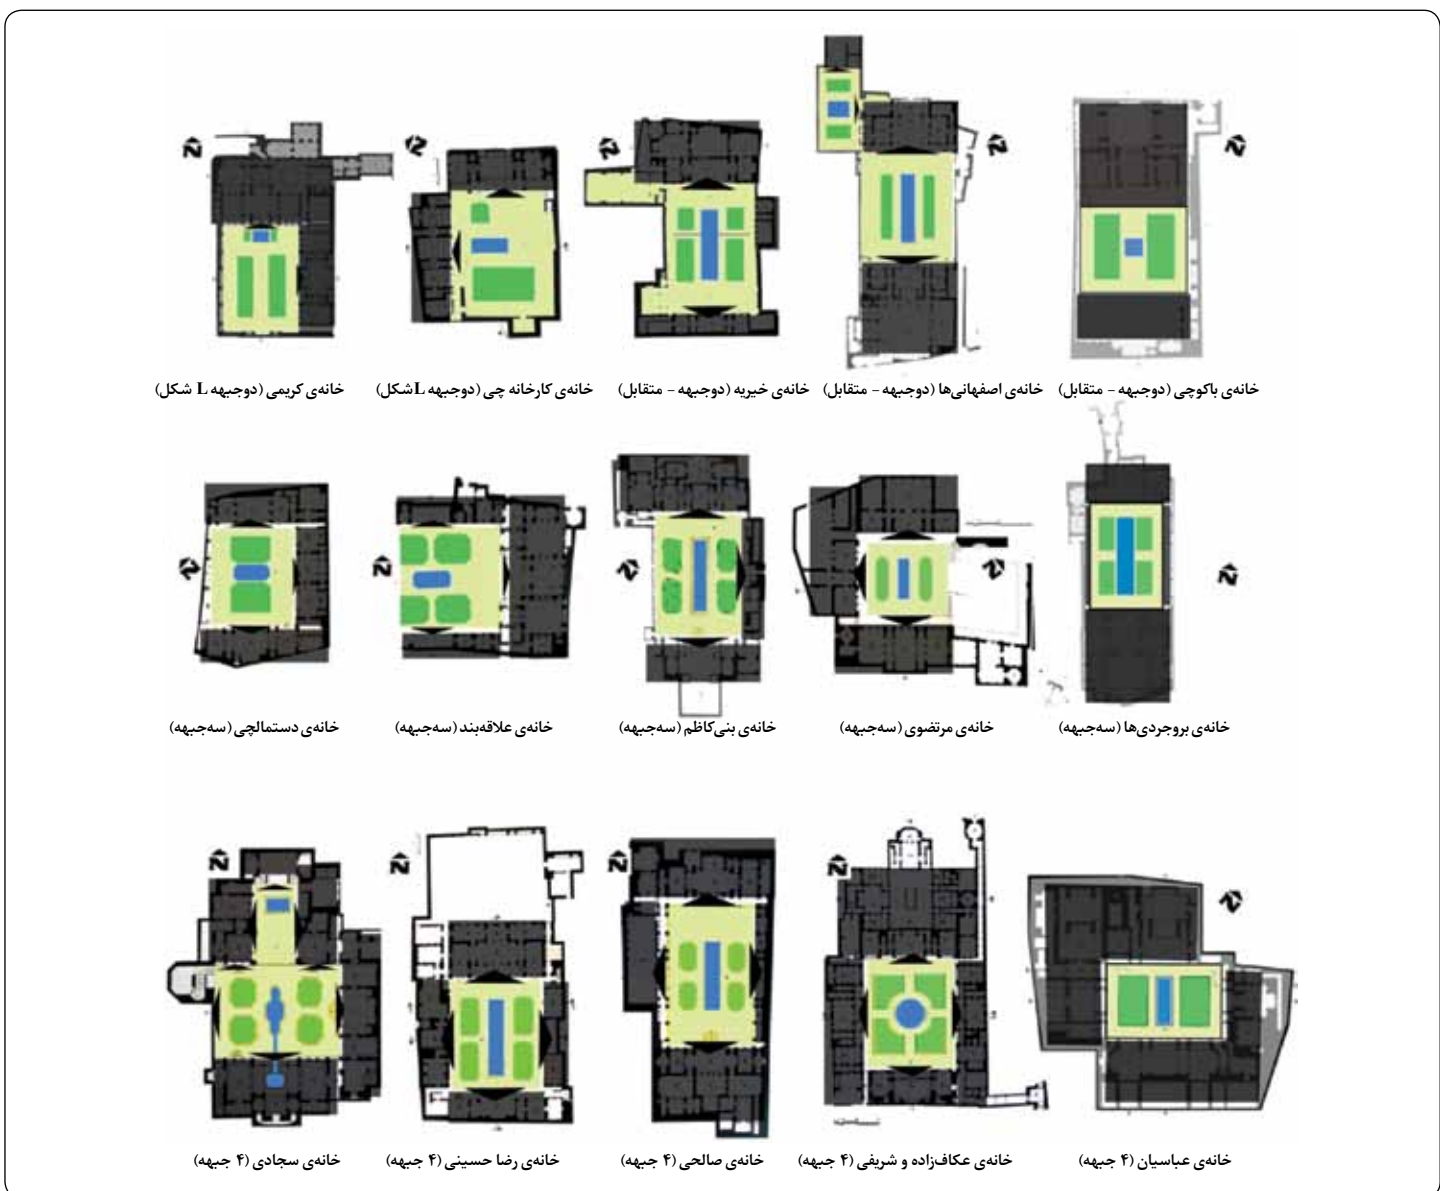 خانه‌ی باکوچی (دوجبهه - متقابل)
خانه‌ی اصفهانی‌ها (دوجبهه - متقابل)
خانه‌ی خیریه (دوجبهه - متقابل)
خانه‌ی کارخانه چی (دوجبهه Lشکل)
خانه‌ی کریمی (دوجبهه L شکل)
خانه‌ی بروجردی‌ها (سه‌جبهه)
خانه‌ی مرتضوی (سه‌جبهه)
خانه‌ی بنی‌کاظم (سه‌جبهه)
خانه‌ی علاقه‌بند (سه‌جبهه)
خانه‌ی دستمالچی (سه‌جبهه)
خانه‌ی عباسیان (۴ جبهه)
خانه‌ی عکاف‌زاده و شریفی (۴ جبهه)
خانه‌ی صالحی (۴ جبهه)
خانه‌ی رضا حسینی (۴ جبهه)
خانه‌ی سجادی (۴ جبهه)